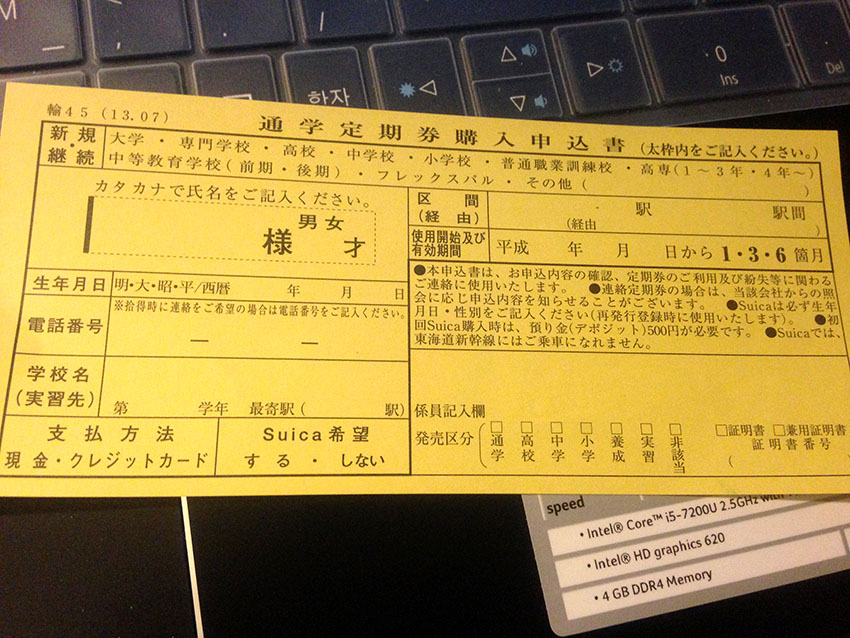 M
한자
0
Ins
Del
輸45 (13.07)
通学定期券購入申込書 (太枠内をご記入ください。)
新規・継続
大学・専門学校・高校・中学校・小学校・普通職業訓練校・高専(1〜3年・4年〜)
中等教育学校(前期・後期)・フレックスパル・その他( )
カタカナで氏名をご記入ください。
男女
様 才
区間
(経由)
駅 駅間
(経由 )
使用開始及び
有効期間
平成 年 月 日から 1・3・6 箇月
生年月日
明・大・昭・平/西暦 年 月 日
電話番号
※拾得時に連絡をご希望の場合は電話番号をご記入ください。
― ―
学校名
(実習先)
第 学年 最寄駅( 駅)
支払方法
現金・クレジットカード
Suica希望
する・しない
●本申込書は、お申込内容の確認、定期券のご利用及び紛失等に関わる
ご連絡に使用いたします。 ●連絡定期券の場合は、当該会社からの照
会に応じ申込内容を知らせることがございます。 ●Suicaは必ず生年
月日・性別をご記入ください(再発行登録時に使用いたします)。 ●初
回Suica購入時は、預り金(デポジット)500円が必要です。 ●Suicaでは、
東海道新幹線にはご乗車になれません。
係員記入欄
発売区分
□通学 □高校 □中学 □小学 □養成 □実習 □非該当
□証明書 □兼用証明書
証明書番号
(
speed
• Intel® Core™ i5-7200U 2.5GHz with
• Intel® HD graphics 620
• 4 GB DDR4 Memory